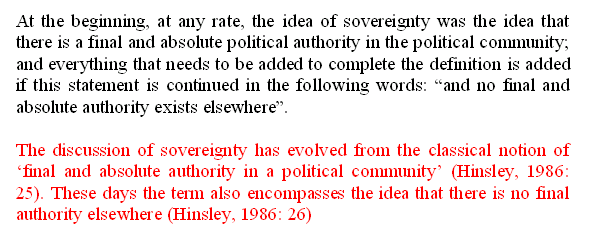 At the beginning, at any rate, the idea of sovereignty was the idea that
there is a final and absolute political authority in the political community;
and everything that needs to be added to complete the definition is added
if this statement is continued in the following words: “and no final and
absolute authority exists elsewhere”.
The discussion of sovereignty has evolved from the classical notion of
‘final and absolute authority in a political community’ (Hinsley, 1986:
25). These days the term also encompasses the idea that there is no final
authority elsewhere (Hinsley, 1986: 26)